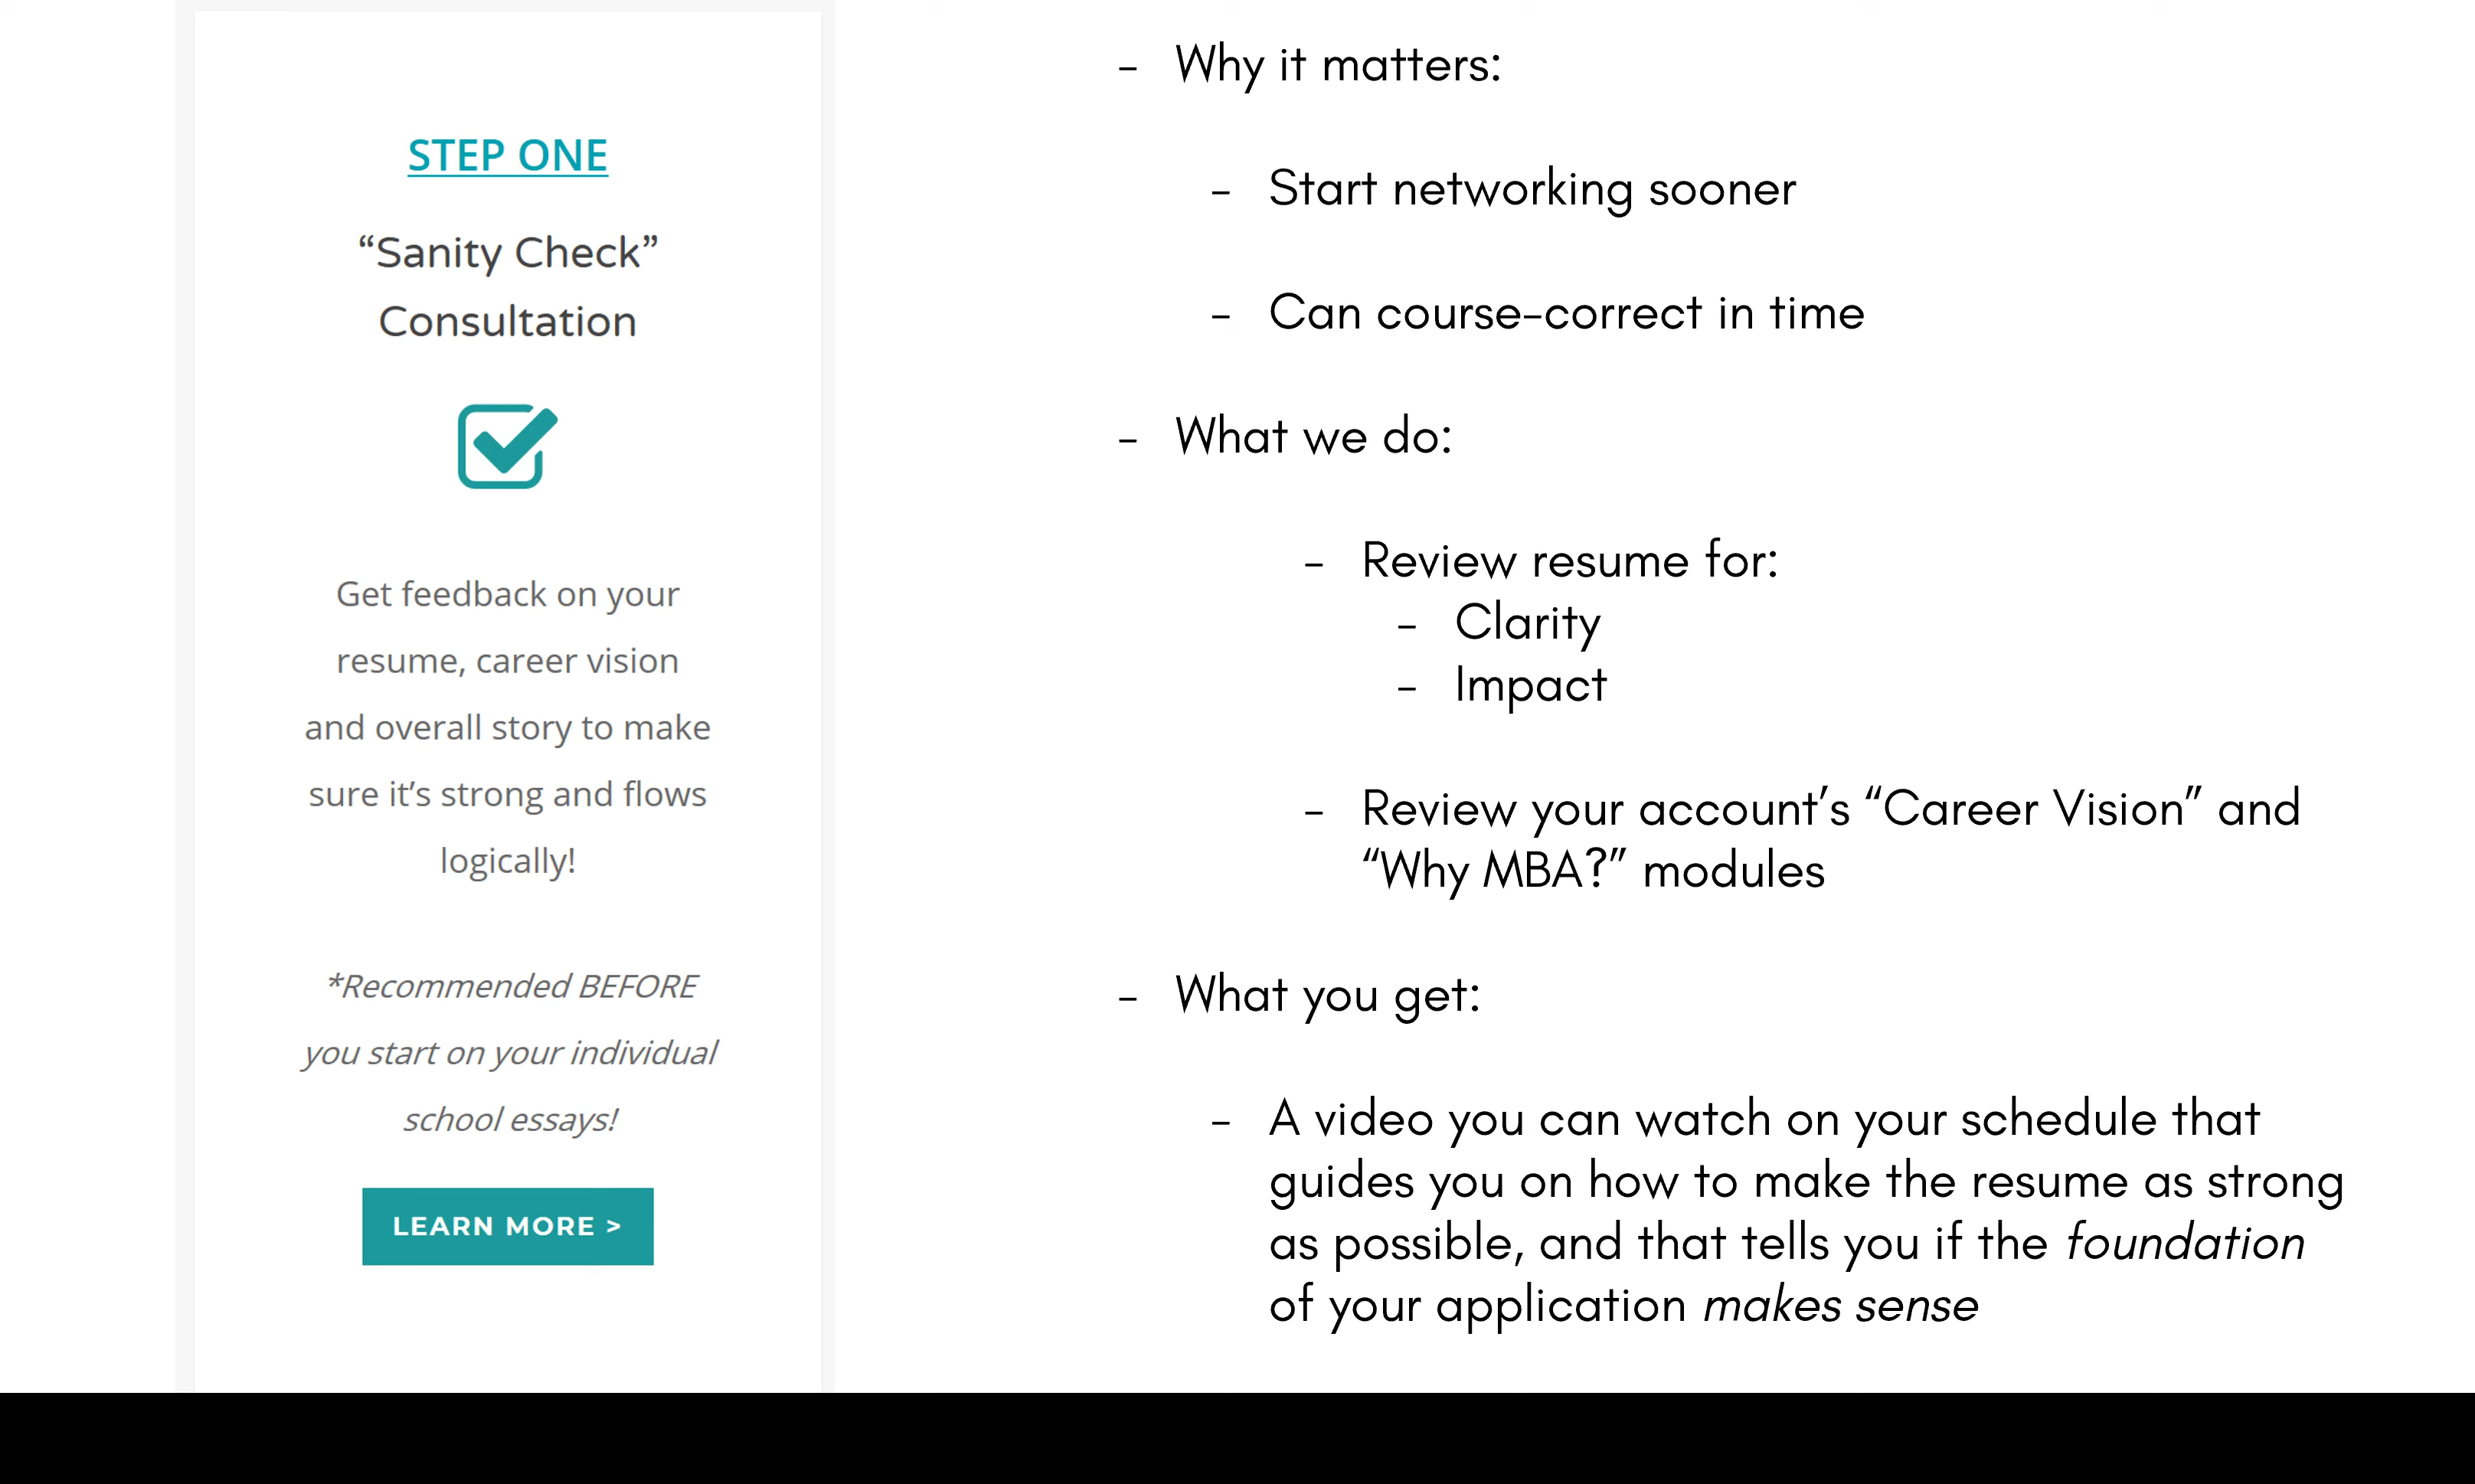 STEP ONE
“Sanity Check”
Consultation
Get feedback on your
resume, career vision
and overall story to make
sure it’s strong and flows
logically!
*Recommended BEFORE
you start on your individual
school essays!
LEARN MORE >
- Why it matters:
- Start networking sooner
- Can course-correct in time
- What we do:
- Review resume for:
- Clarity
- Impact
- Review your account’s “Career Vision” and
“Why MBA?” modules
- What you get:
- A video you can watch on your schedule that
guides you on how to make the resume as strong
as possible, and that tells you if the foundation
of your application makes sense